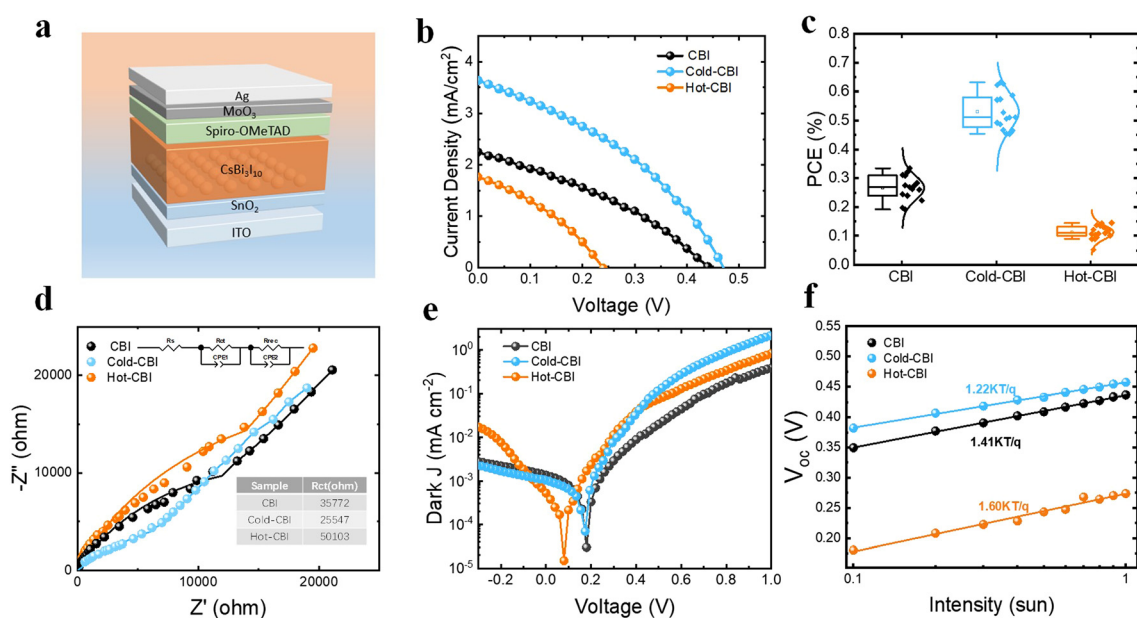 a
Ag
MoO3
Spiro-OMeTAD
CsBi3I10
SnO2
ITO
b
CBI
Cold-CBI
Hot-CBI
Current Density (mA/cm²)
4
3
2
1
0
0.0 0.1 0.2 0.3 0.4 0.5
Voltage (V)
c
PCE (%)
0.8
0.7
0.6
0.5
0.4
0.3
0.2
0.1
0.0
CBI Cold-CBI Hot-CBI
d
CBI
Cold-CBI
Hot-CBI
Rs Rct Rrec
CPE1 CPE2
-Z'' (ohm)
20000
10000
0
Sample Rct(ohm)
CBI 35772
Cold-CBI 25547
Hot-CBI 50103
0 10000 20000
Z' (ohm)
e
CBI
Cold-CBI
Hot-CBI
Dark J (mA cm⁻²)
10⁰
10⁻¹
10⁻²
10⁻³
10⁻⁴
10⁻⁵
0.0 0.2 0.4 0.6 0.8 1.0
Voltage (V)
f
CBI
Cold-CBI
Hot-CBI
VOC (V)
0.55
0.50
0.45
0.40
0.35
0.30
0.25
0.20
0.15
1.22KT/q
1.41KT/q
1.60KT/q
0.1 1
Intensity (sun)